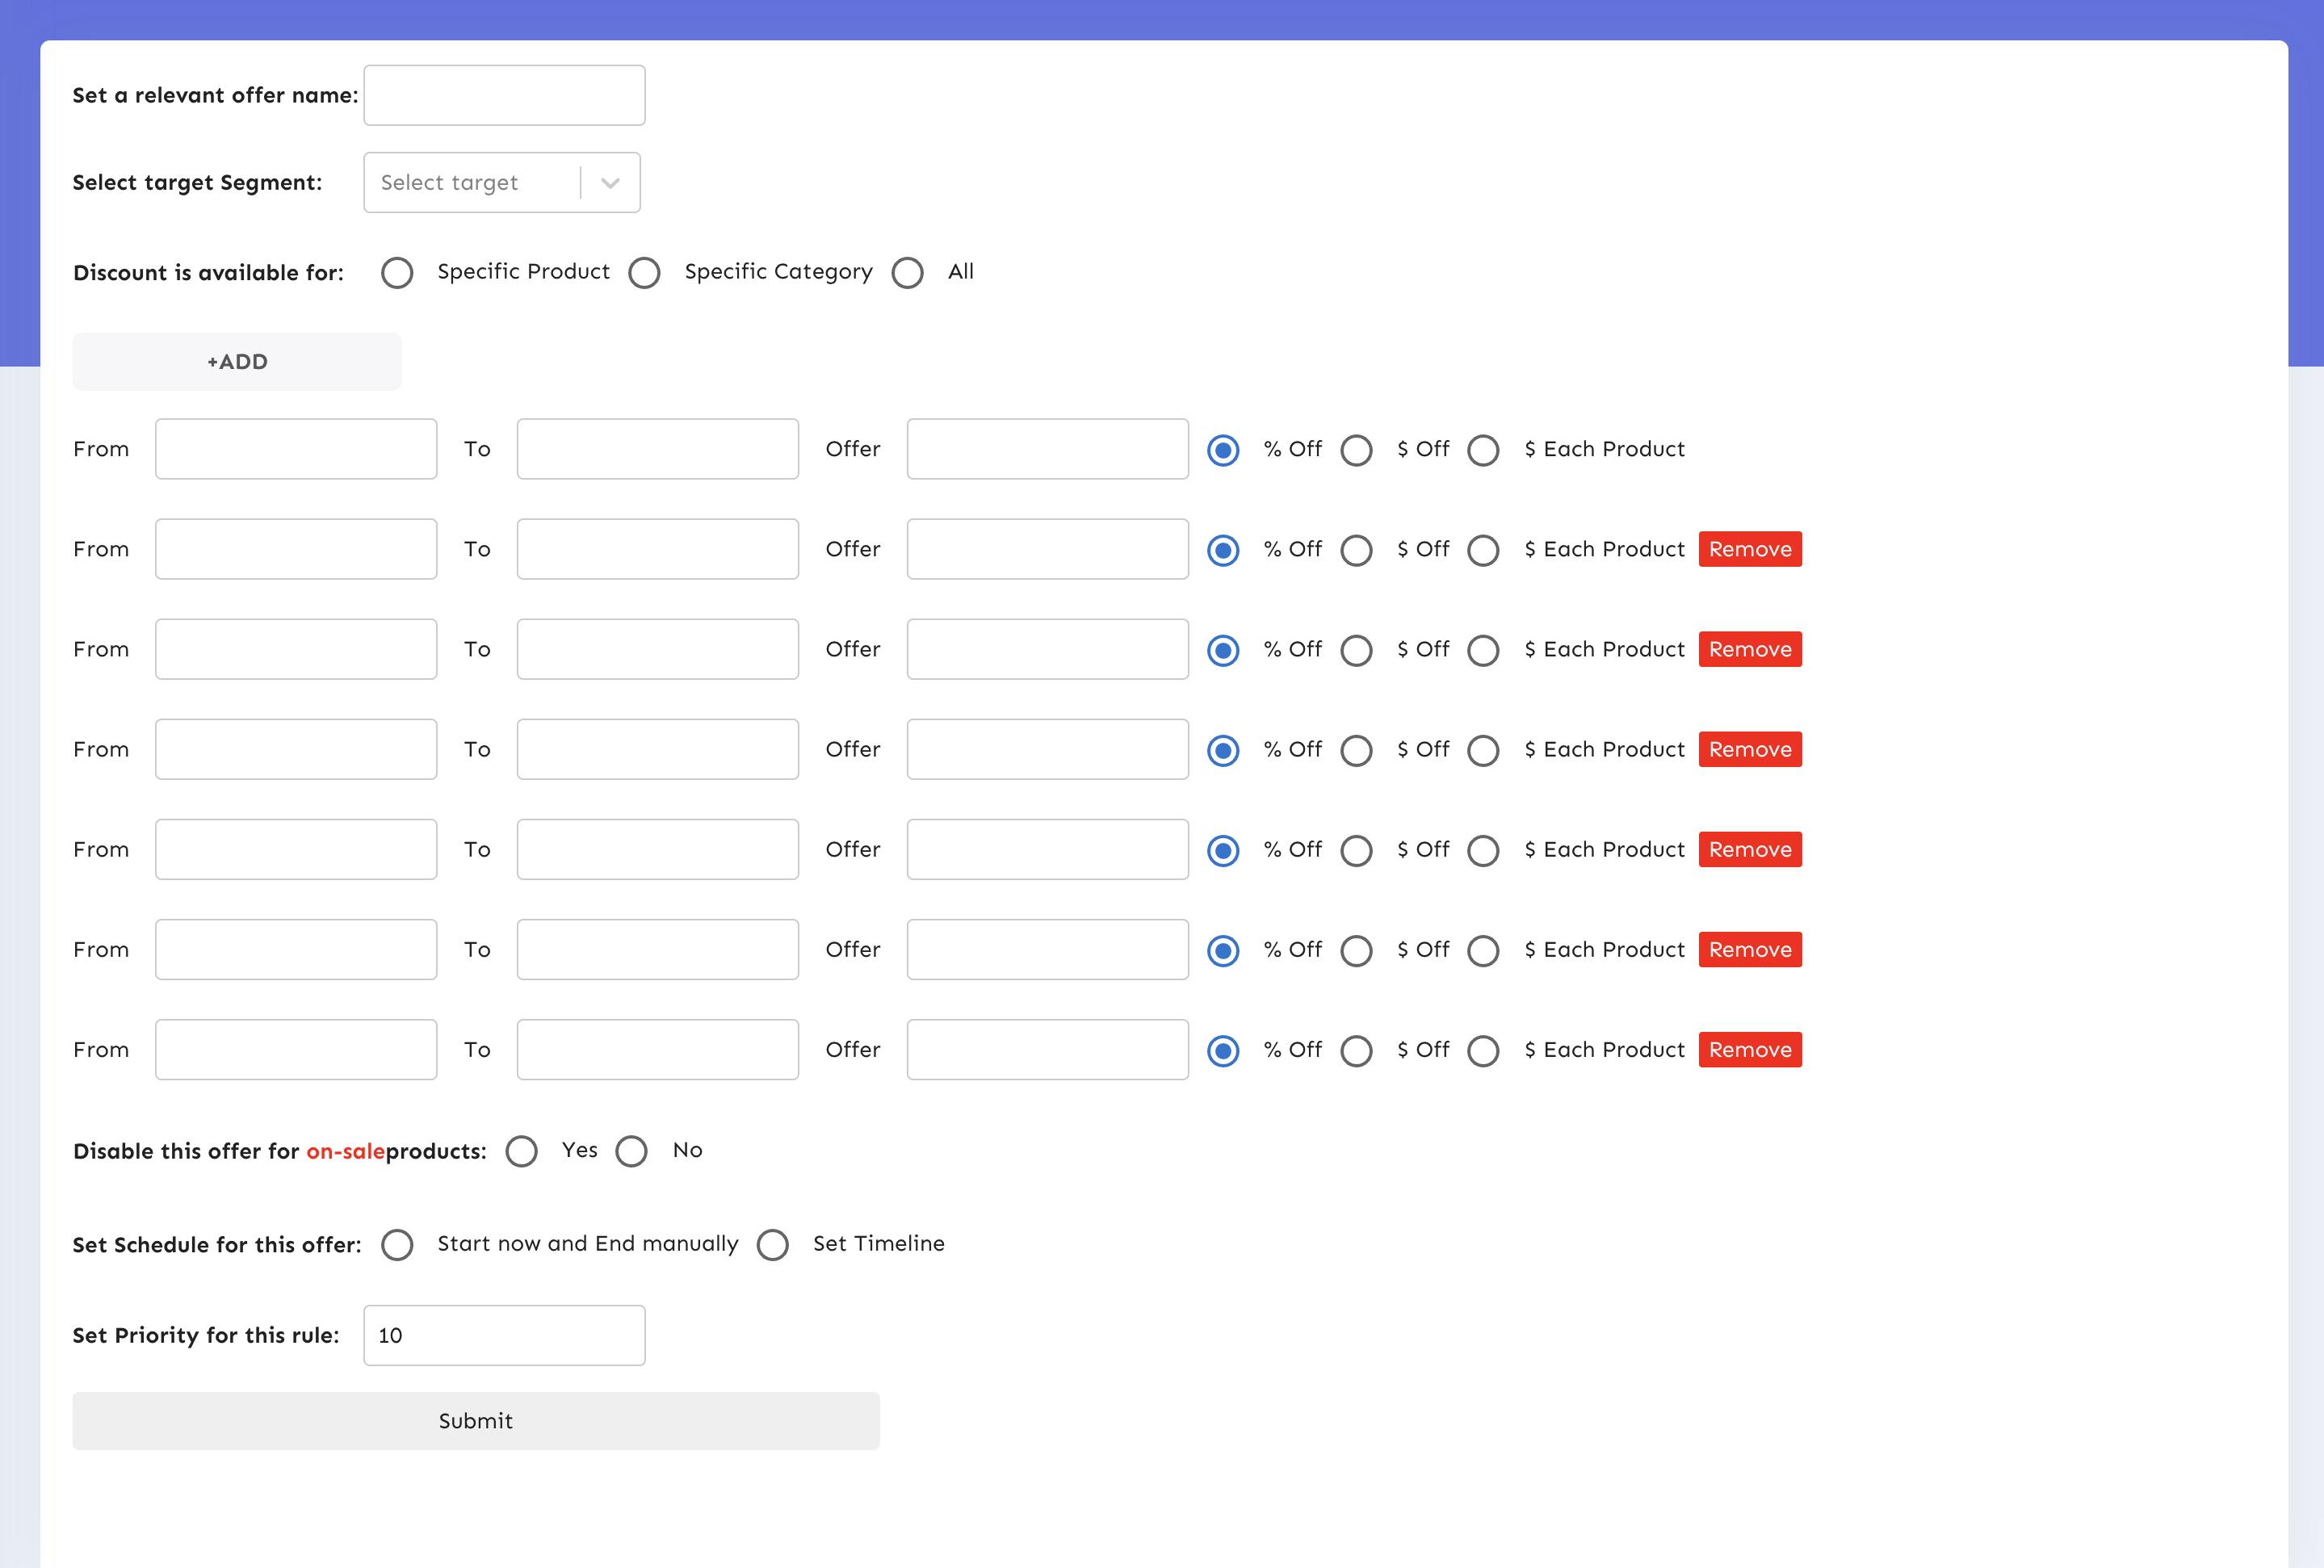 Set a relevant offer name:
Select target Segment: Select target
Discount is available for: Specific Product Specific Category All
+ADD
From To Offer % Off $ Off $ Each Product
From To Offer % Off $ Off $ Each Product Remove
From To Offer % Off $ Off $ Each Product Remove
From To Offer % Off $ Off $ Each Product Remove
From To Offer % Off $ Off $ Each Product Remove
From To Offer % Off $ Off $ Each Product Remove
From To Offer % Off $ Off $ Each Product Remove
Disable this offer for on-saleproducts: Yes No
Set Schedule for this offer: Start now and End manually Set Timeline
Set Priority for this rule: 10
Submit